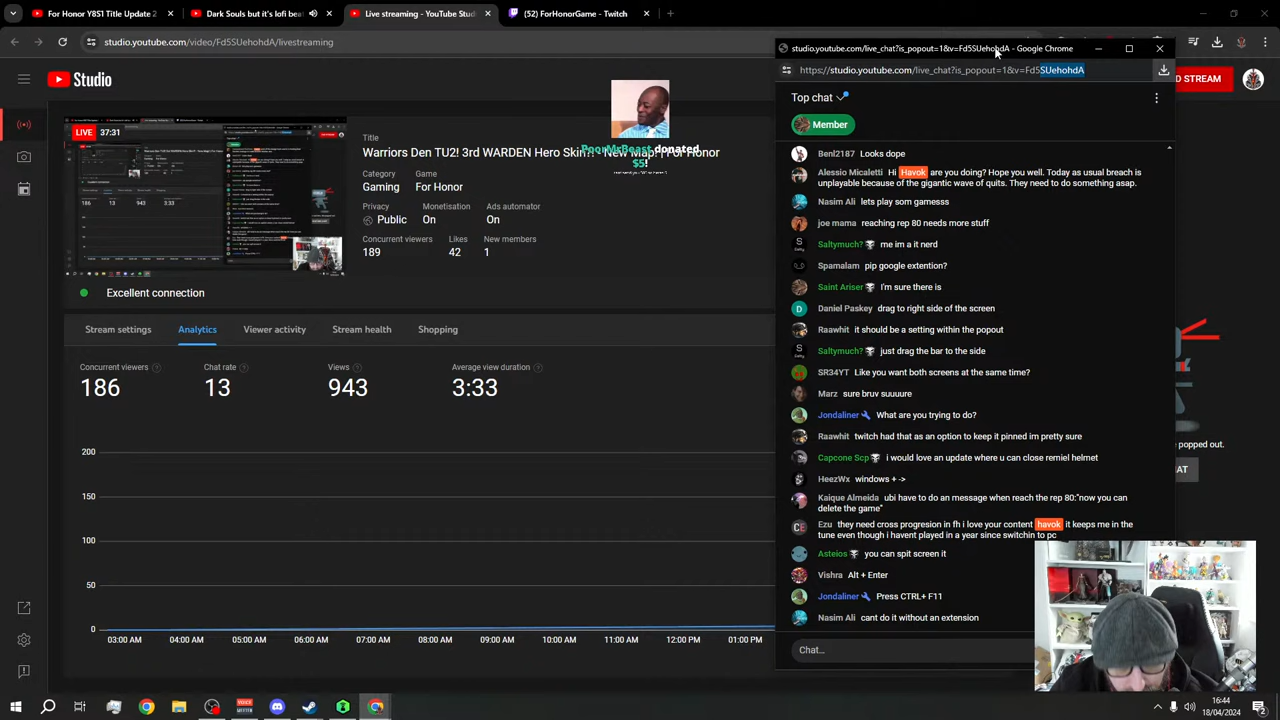 For Honor Y8S1 Title Update 2
Dark Souls but it's lofi bea
Live streaming - YouTube Stud
(52) ForHonorGame - Twitch
studio.youtube.com/video/Fd5SUehohdA/livestreaming
studio.youtube.com/live_chat?is_popout=1&v=Fd5SUehohdA - Google Chrome
https://studio.youtube.com/live_chat?is_popout=1&v=Fd5SUehohdA
Studio
D STREAM
Top chat
Member
LIVE 37:31
Title
Warriors Den TU2! 3rd WARDEN Hero Skin
New Map
donated
$5!
Category
Game
Gaming
For Honor
Privacy
Monetisation
Ads automator
Public
On
On
Concurrent viewers
Likes
New members
189
42
1
Excellent connection
Stream settings
Analytics
Viewer activity
Stream health
Shopping
Concurrent viewers
Chat rate
Views
Average view duration
186
13
943
3:33
200
150
100
50
0
03:00 AM
04:00 AM
05:00 AM
06:00 AM
07:00 AM
08:00 AM
09:00 AM
10:00 AM
11:00 AM
12:00 PM
01:00 PM
Benl2187 Looks dope
Alessio Micaletti Hi Havok are you doing? Hope you well. Today as usual breach is
unplayable because of the genius wave of quits. They need to do something asap.
Nasim Ali lets play som games bro
joe mama reaching rep 80 needs more stuff
Saltymuch? me im a it nerd
Spamalam pip google extention?
Saint Ariser I'm sure there is
Daniel Paskey drag to right side of the screen
Raawhit it should be a setting within the popout
Saltymuch? just drag the bar to the side
SR34YT Like you want both screens at the same time?
Marz sure bruv suuuure
Jondaliner What are you trying to do?
Raawhit twitch had that as an option to keep it pinned im pretty sure
Capcone Scp i would love an update where u can close remiel helmet
HeezWx windows + ->
Kaique Almeida ubi have to do an message when reach the rep 80:"now you can
delete the game"
Ezu they need cross progresion in fh i love your content havok it keeps me in the
tune even though i havent played in a year since switchin to pc
Asteios you can spit screen it
Vishra Alt + Enter
Jondaliner Press CTRL+ F11
Nasim Ali cant do it without an extension
Chat...
popped out.
AT
16:44
18/04/2024